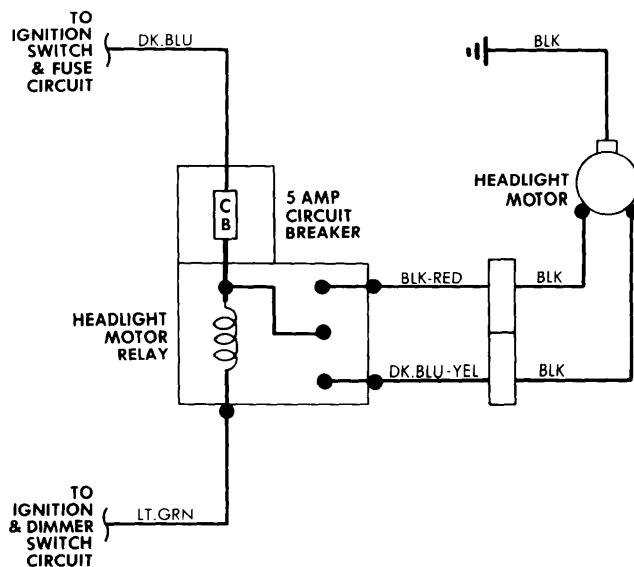 TO
IGNITION
SWITCH
& FUSE
CIRCUIT
DK.BLU
BLK
HEADLIGHT
MOTOR
C
B
5 AMP
CIRCUIT
BREAKER
BLK-RED
BLK
HEADLIGHT
MOTOR
RELAY
DK.BLU-YEL
BLK
TO
IGNITION
& DIMMER
SWITCH
CIRCUIT
LT.GRN